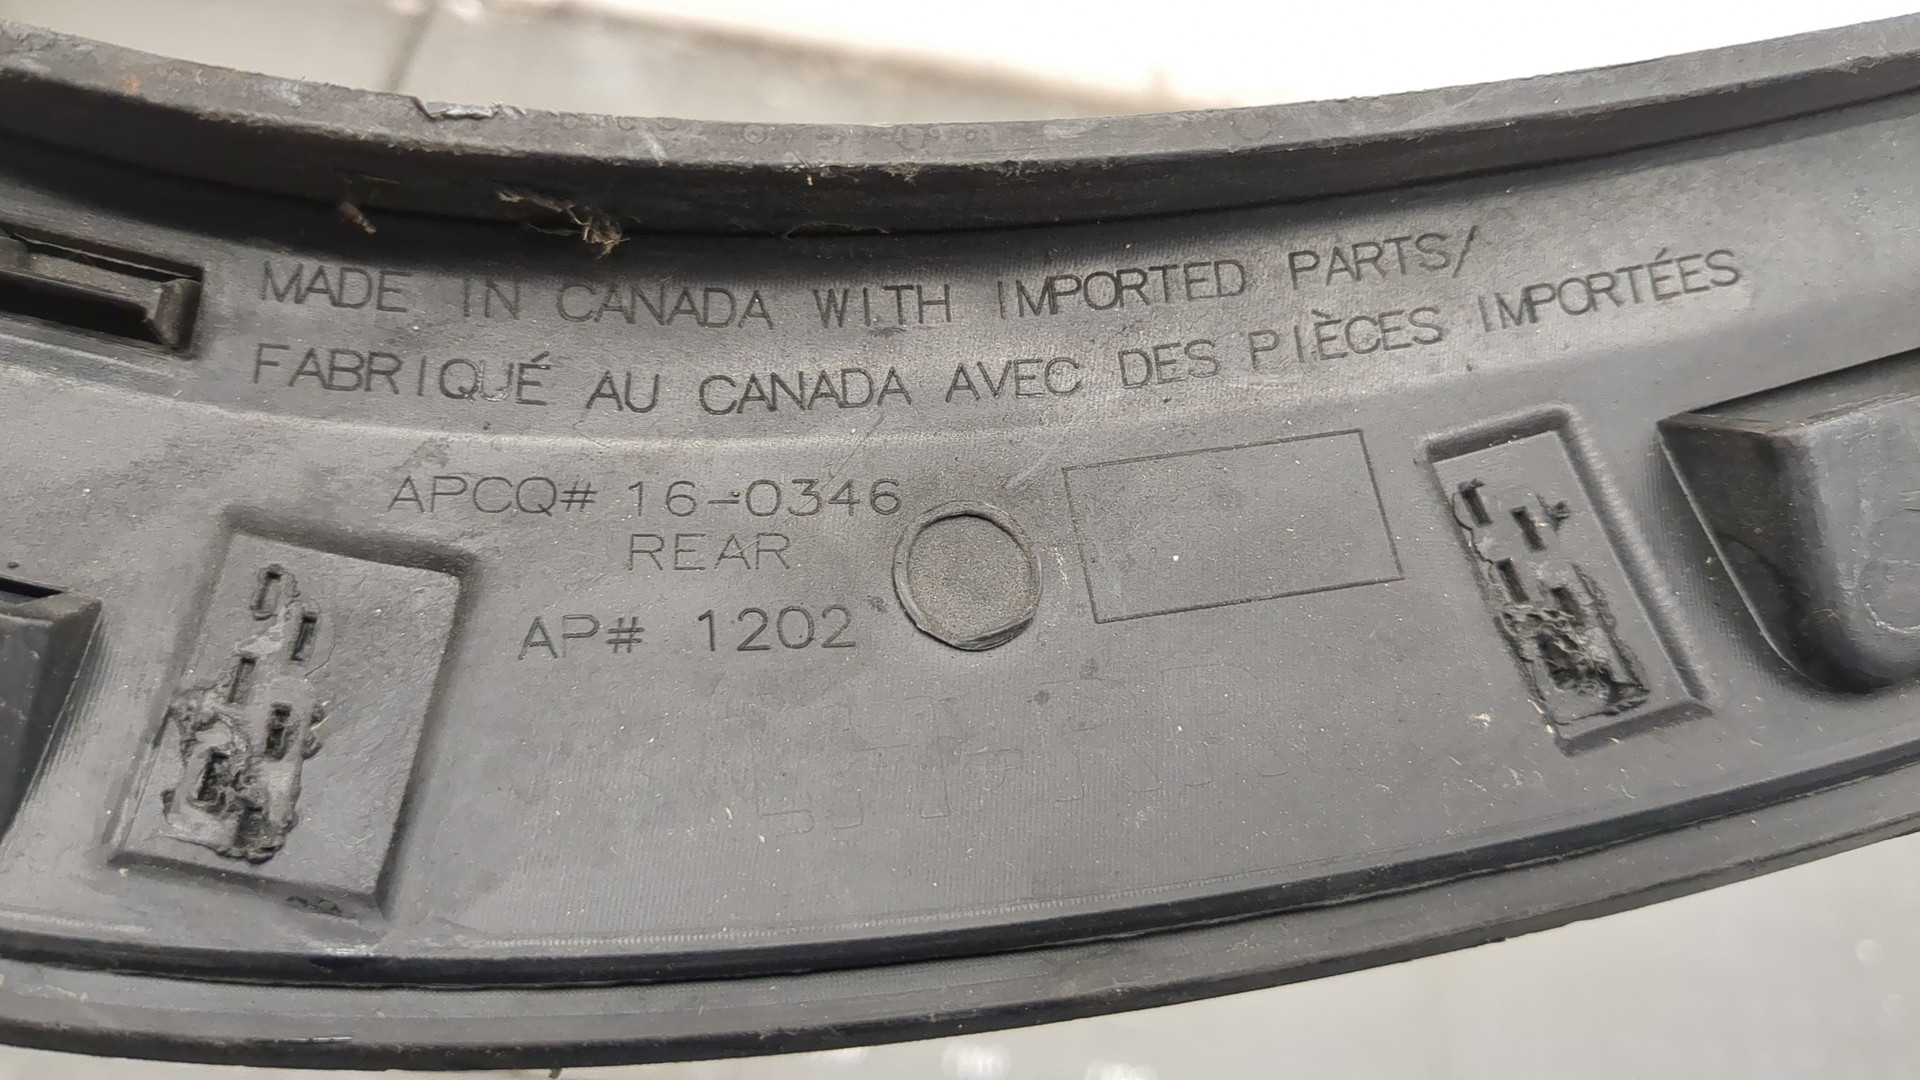 MADE IN CANADA WITH IMPORTED PARTS/
FABRIQUÉ AU CANADA AVEC DES PIÈCES IMPORTÉES
APCQ# 16-0346
REAR
AP# 1202